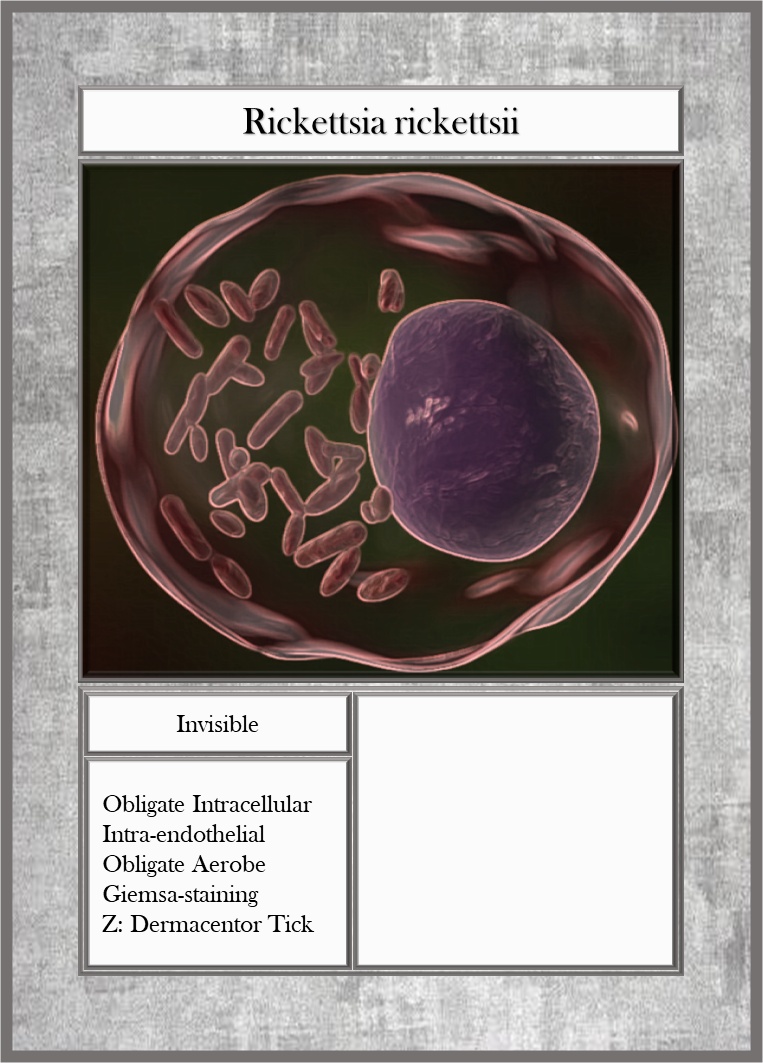 Rickettsia rickettsii
Invisible
Obligate Intracellular
Intra-endothelial
Obligate Aerobe
Giemsa-staining
Z: Dermacentor Tick